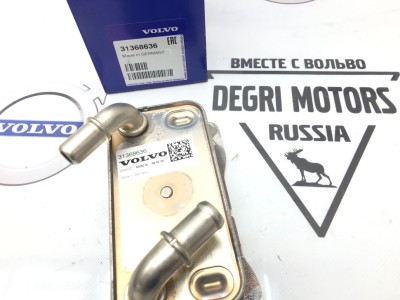 VOLVO
31368636
EAC
Made in GERMANY
ВМЕСТЕ С ВОЛЬВО
DEGRI MOTORS
RUSSIA
VOLVO
31368636
VOLVO